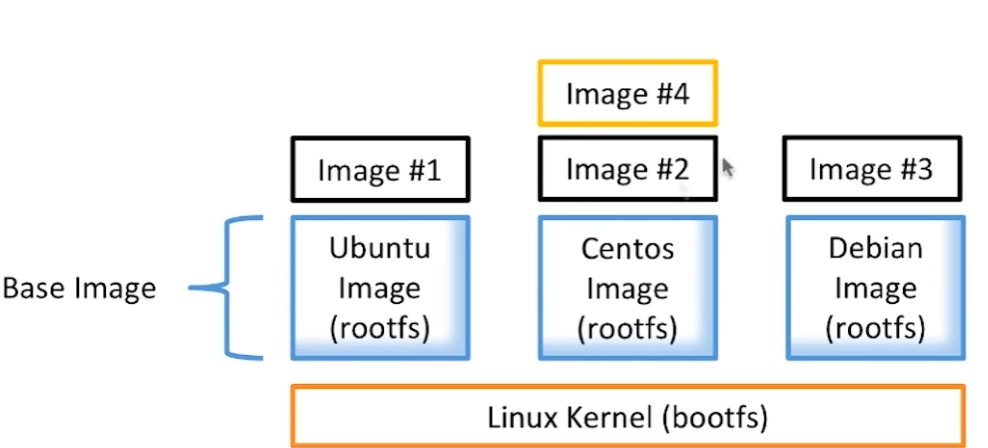 Image #4
Image #1
Image #2
Image #3
Base Image
Ubuntu
Image
(rootfs)
Centos
Image
(rootfs)
Debian
Image
(rootfs)
Linux Kernel (bootfs)